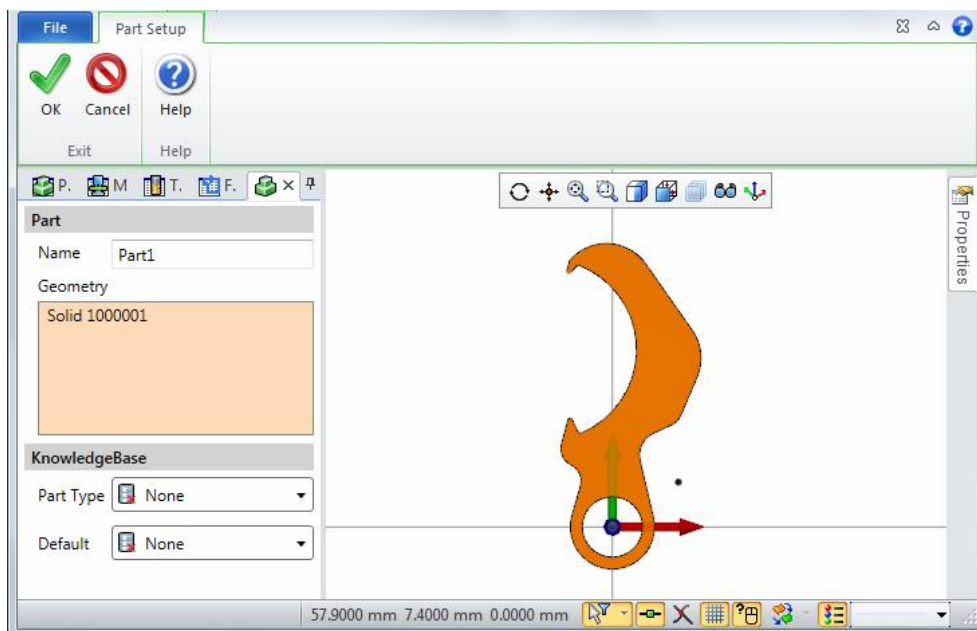 File Part Setup
OK Cancel Help
Exit Help
P. M T. F.
Part
Name Part1
Geometry
Solid 1000001
KnowledgeBase
Part Type None
Default None
Properties
57.9000 mm 7.4000 mm 0.0000 mm